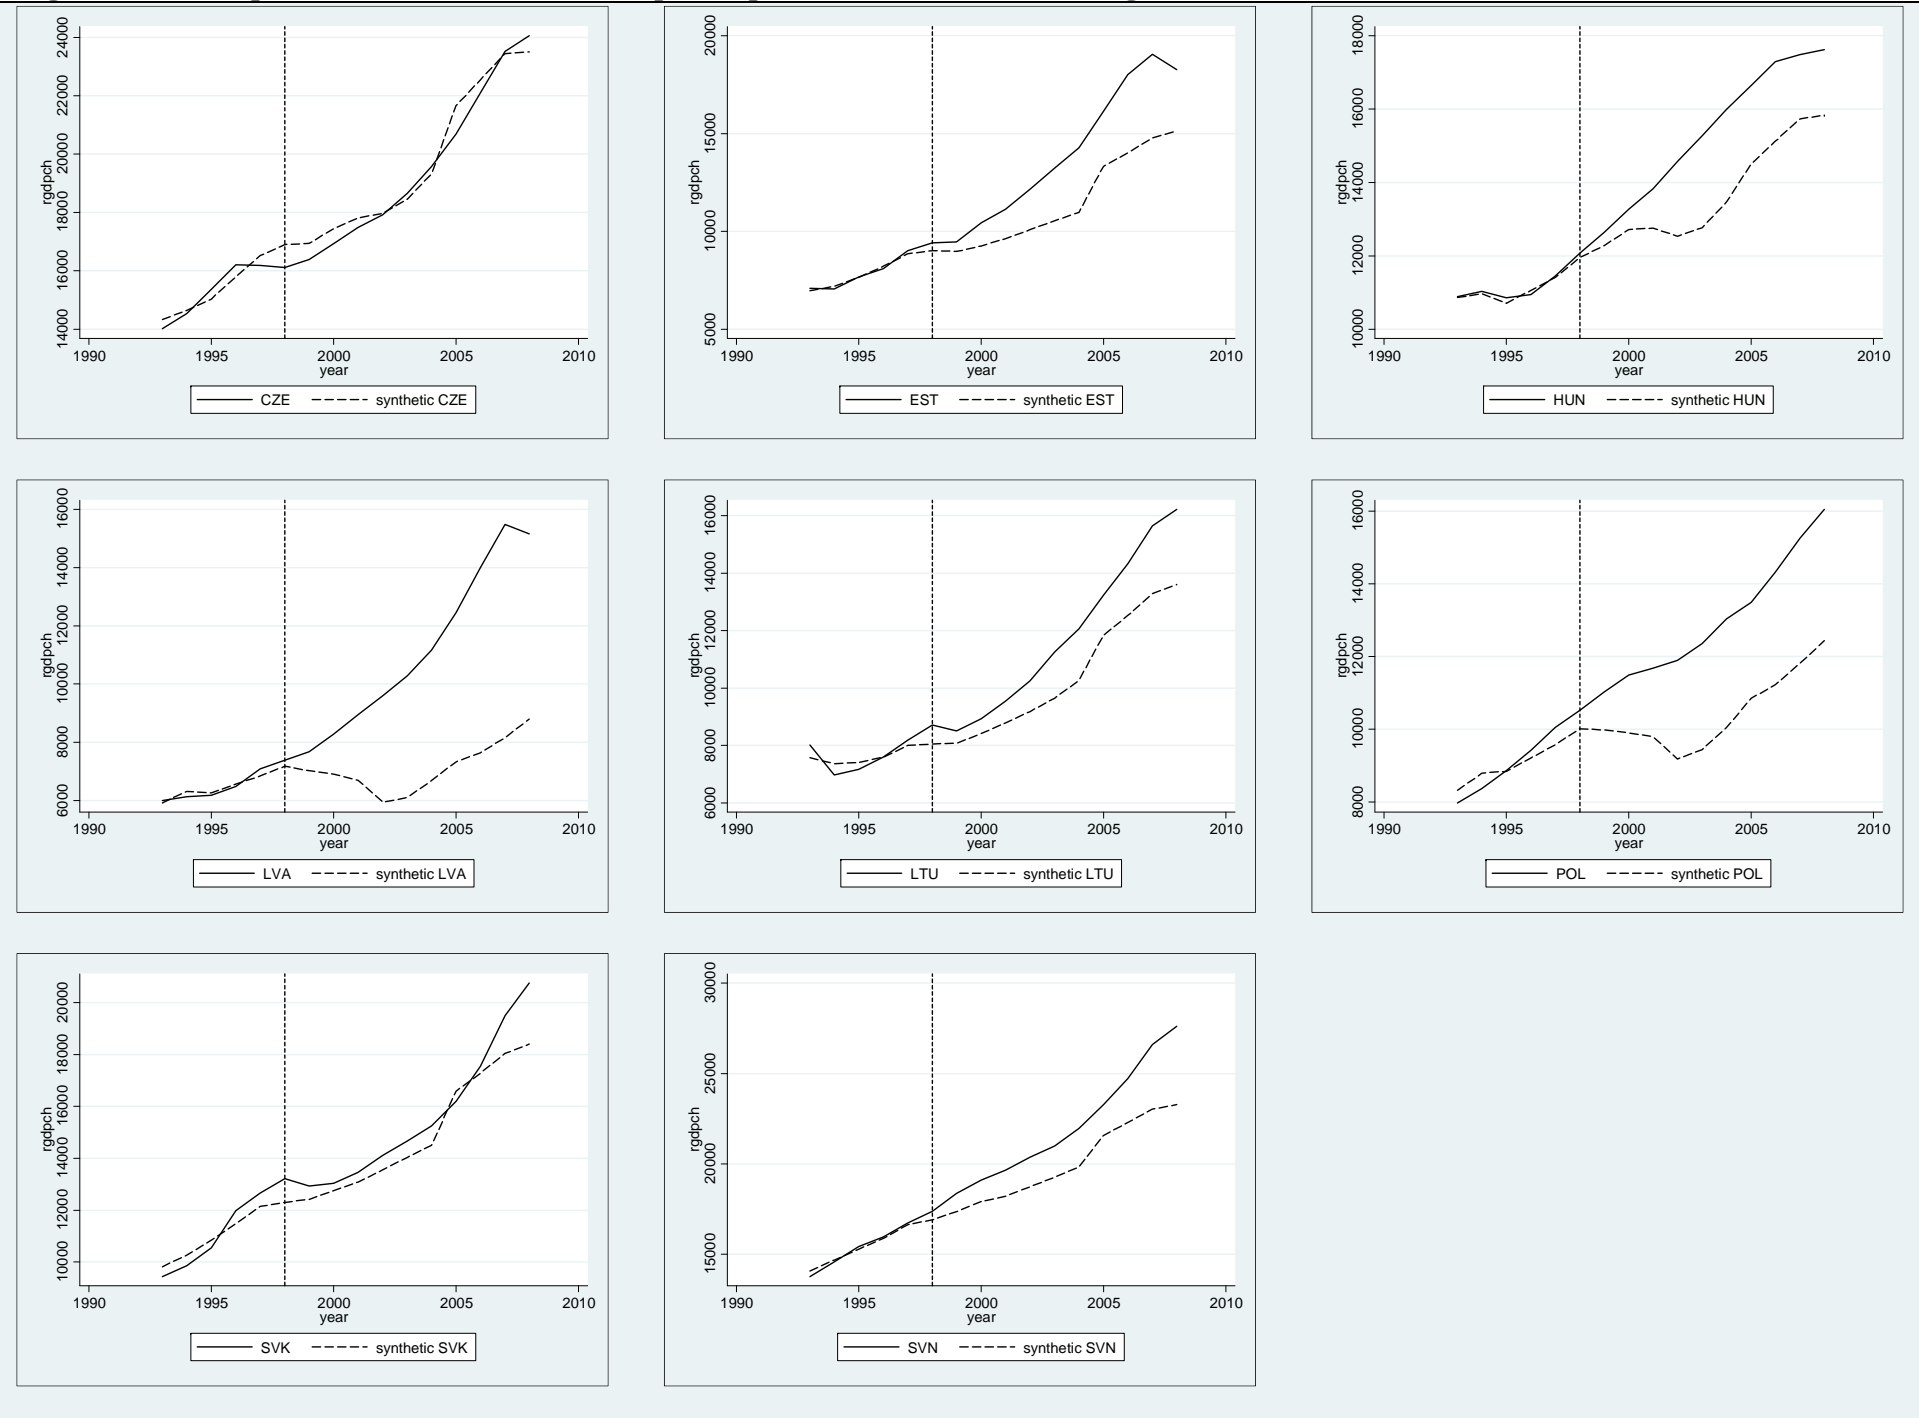 24000
22000
20000
18000
16000
14000
rgdpch
1990 1995 2000 2005 2010
year
CZE synthetic CZE
20000
15000
10000
5000
rgdpch
1990 1995 2000 2005 2010
year
EST synthetic EST
18000
16000
14000
12000
10000
rgdpch
1990 1995 2000 2005 2010
year
HUN synthetic HUN
16000
14000
12000
10000
8000
6000
rgdpch
1990 1995 2000 2005 2010
year
LVA synthetic LVA
16000
14000
12000
10000
8000
6000
rgdpch
1990 1995 2000 2005 2010
year
LTU synthetic LTU
16000
14000
12000
10000
8000
rgdpch
1990 1995 2000 2005 2010
year
POL synthetic POL
20000
18000
16000
14000
12000
10000
rgdpch
1990 1995 2000 2005 2010
year
SVK synthetic SVK
30000
25000
20000
15000
rgdpch
1990 1995 2000 2005 2010
year
SVN synthetic SVN